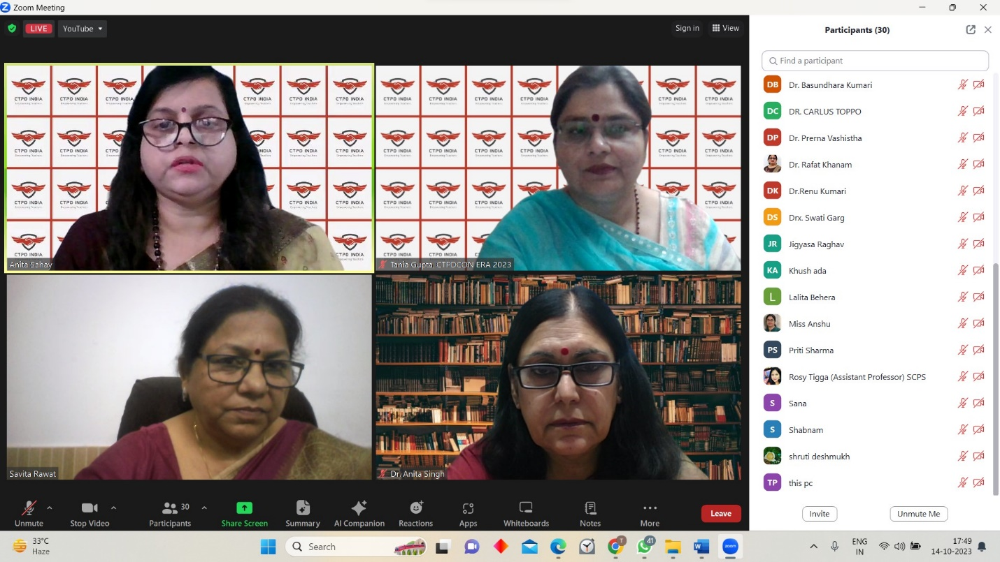 Zoom Meeting
LIVE
YouTube
Sign in
View
CTPD INDIA
Anita Sahay
CTPD INDIA
Tania Gupta CTPDCON ERA 2023
Savita Rawat
Dr. Anita Singh
Participants (30)
Find a participant
DB Dr. Basundhara Kumari
DC DR. CARLUS TOPPO
DP Dr. Prerna Vashistha
Dr. Rafat Khanam
DK Dr.Renu Kumari
DS Drx. Swati Garg
JR Jigyasa Raghav
KA Khush ada
L Lalita Behera
Miss Anshu
PS Priti Sharma
Rosy Tigga (Assistant Professor) SCPS
S Sana
S Shabnam
shruti deshmukh
TP this pc
Invite
Unmute Me
Unmute
Stop Video
30
Participants
Share Screen
Summary
AI Companion
Reactions
Apps
Whiteboards
Notes
More
Leave
33°C
Haze
Search
T
41
zoom
ENG
IN
17:49
14-10-2023